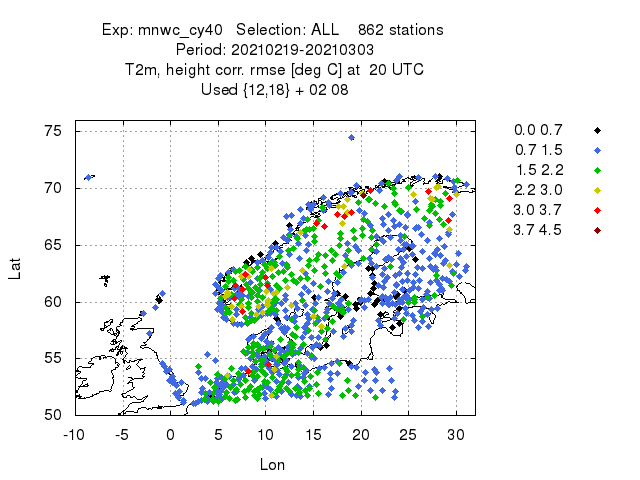 Exp: mnwc_cy40 Selection: ALL 862 stations
Period: 20210219-20210303
T2m, height corr. rmse [deg C] at 20 UTC
Used {12,18} + 02 08
0.0 0.7
0.7 1.5
1.5 2.2
2.2 3.0
3.0 3.7
3.7 4.5
75
70
65
60
55
50
Lat
-10 -5 0 5 10 15 20 25 30
Lon